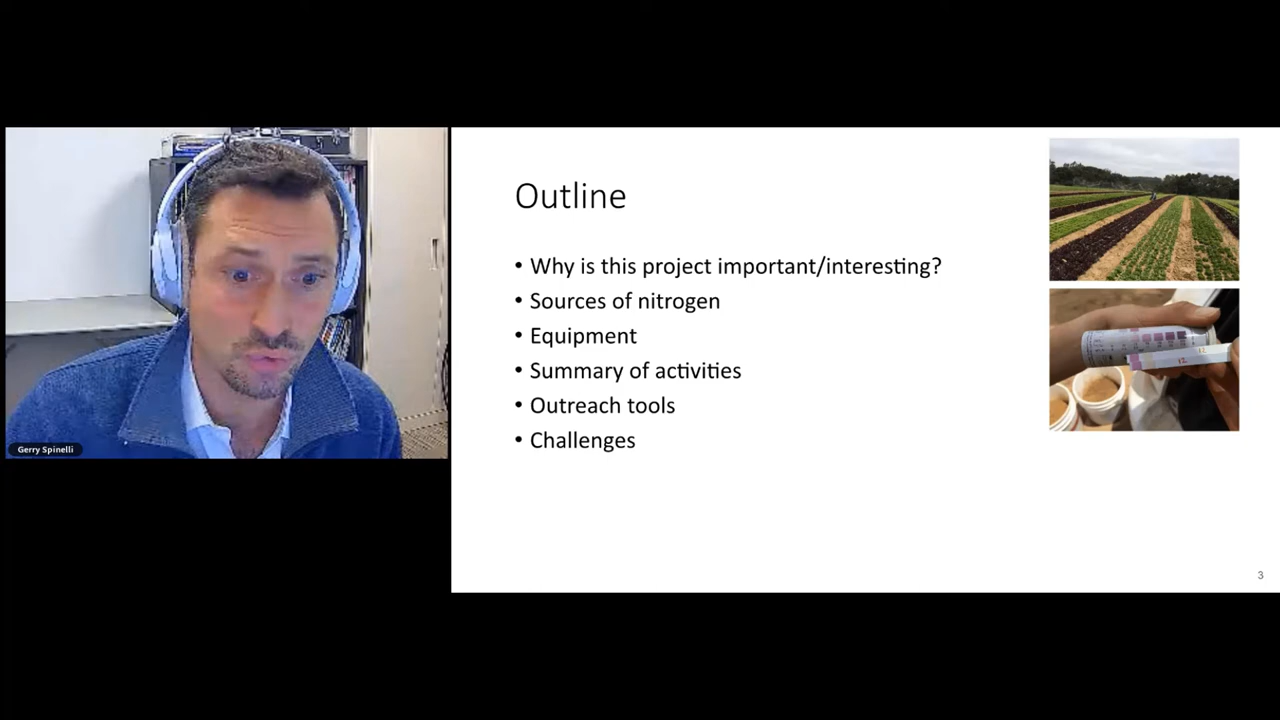 Outline
• Why is this project important/interesting?
• Sources of nitrogen
• Equipment
• Summary of activities
• Outreach tools
• Challenges
Gerry Spinelli
3